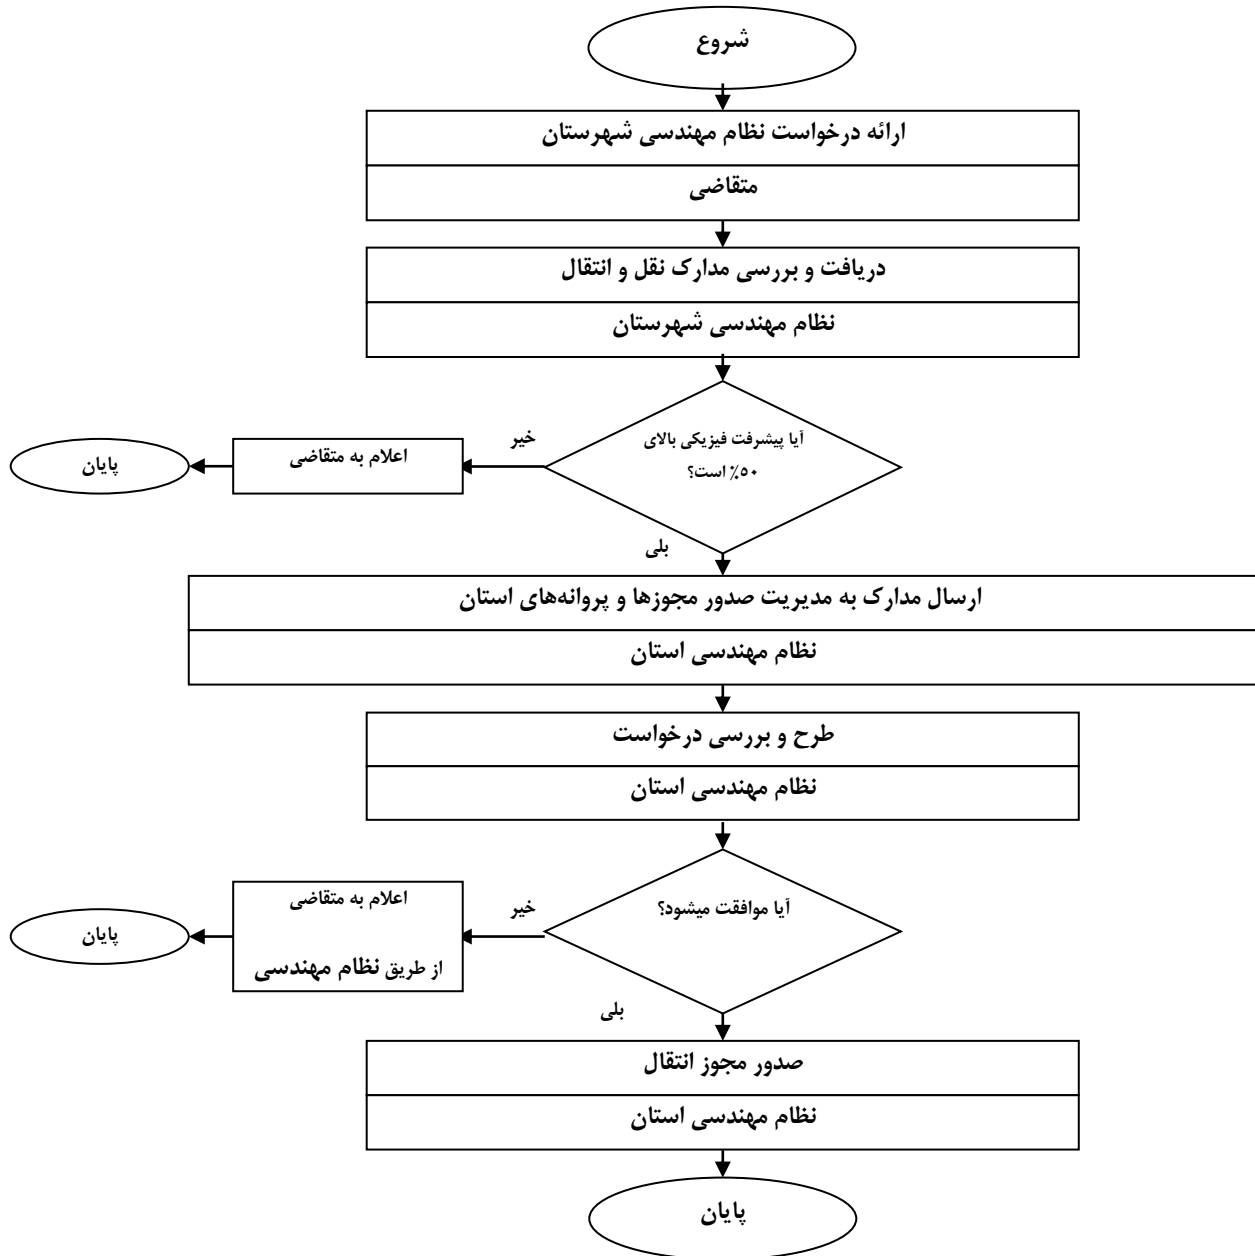 شروع
ارائه درخواست نظام مهندسی شهرستان
متقاضی
دریافت و بررسی مدارک نقل و انتقال
نظام مهندسی شهرستان
آیا پیشرفت فیزیکی بالای
۵۰٪ است؟
خیر
اعلام به متقاضی
پایان
بلی
ارسال مدارک به مدیریت صدور مجوزها و پروانه‌های استان
نظام مهندسی استان
طرح و بررسی درخواست
نظام مهندسی استان
آیا موافقت میشود؟
خیر
اعلام به متقاضی
از طریق نظام مهندسی
پایان
بلی
صدور مجوز انتقال
نظام مهندسی استان
پایان